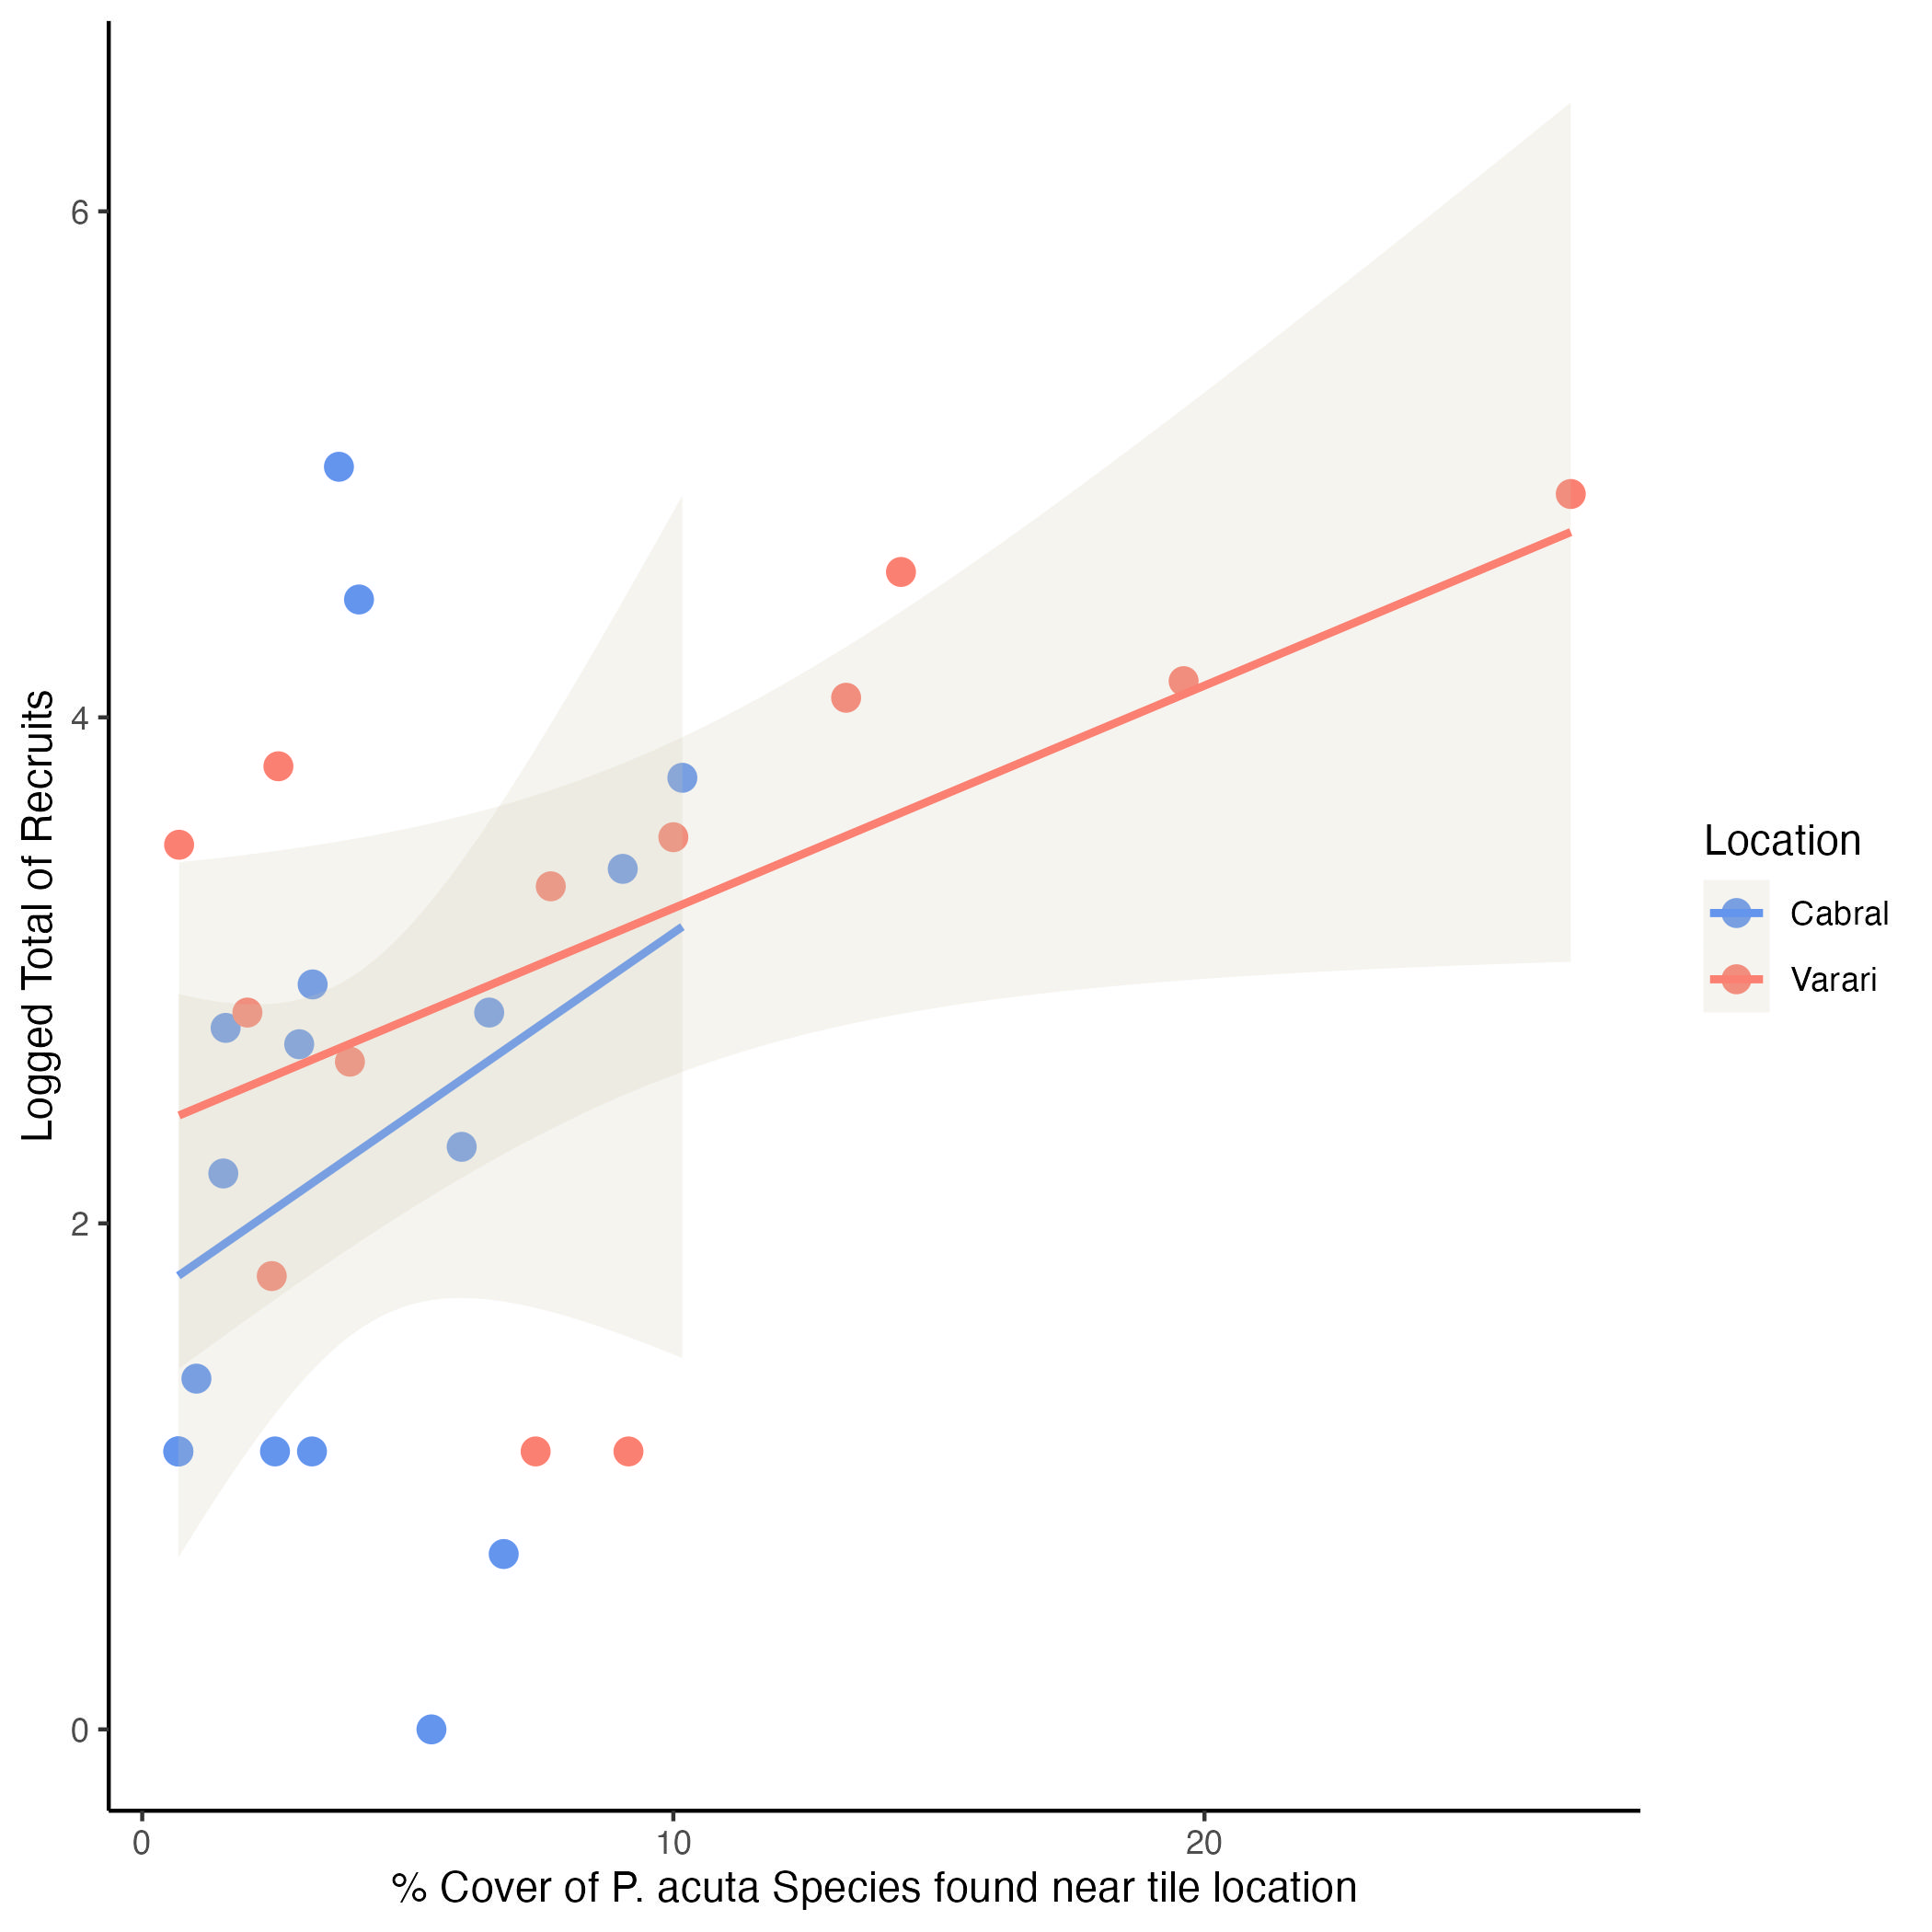 6
4
2
0
0 10 20
Logged Total of Recruits
% Cover of P. acuta Species found near tile location
Location
Cabral
Varari